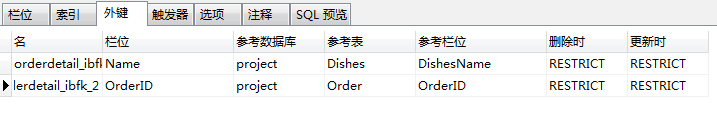 栏位 索引 外键 触发器 选项 注释 SQL 预览
名 栏位 参考数据库 参考表 参考栏位 删除时 更新时
orderdetail_ibfl Name project Dishes DishesName RESTRICT RESTRICT
lerdetail_ibfk_2 OrderID project Order OrderID RESTRICT RESTRICT